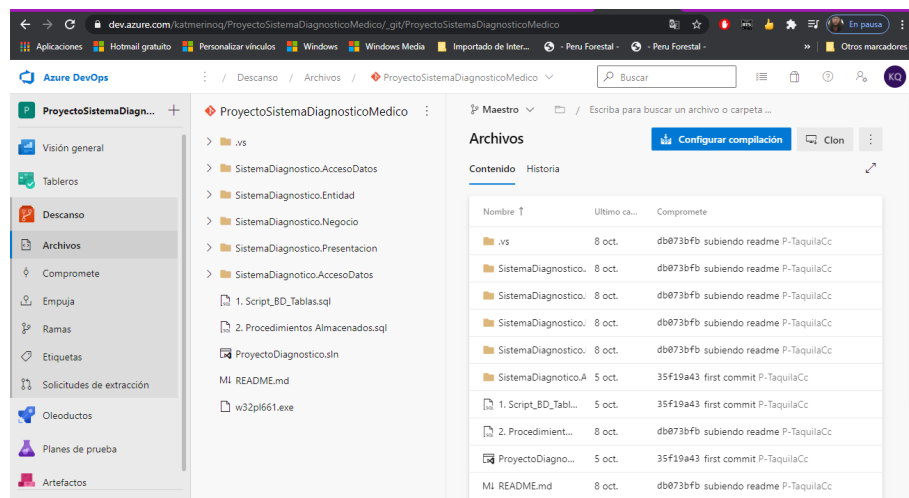 dev.azure.com/katmerinoq/ProyectoSistemaDiagnosticoMedico/_git/ProyectoSistemaDiagnosticoMedico
En pausa
Aplicaciones Hotmail gratuito Personalizar vínculos Windows Windows Media Importado de Inter... - Peru Forestal - - Peru Forestal - » Otros marcadores
Azure DevOps / Descanso / Archivos / ProyectoSistemaDiagnosticoMedico Buscar KQ
P ProyectoSistemaDiagn... +
Visión general
Tableros
Descanso
Archivos
Compromete
Empuja
Ramas
Etiquetas
Solicitudes de extracción
Oleoductos
Planes de prueba
Artefactos
ProyectoSistemaDiagnosticoMedico
.vs
SistemaDiagnostico.AccesoDatos
SistemaDiagnostico.Entidad
SistemaDiagnostico.Negocio
SistemaDiagnostico.Presentacion
SistemaDiagnotico.AccesoDatos
1. Script_BD_Tablas.sql
2. Procedimientos Almacenados.sql
ProyectoDiagnostico.sln
M↓ README.md
w32pl661.exe
Maestro / Escriba para buscar un archivo o carpeta ...
Archivos Configurar compilación Clon
Contenido Historia
Nombre ↑ Ultimo ca... Compromete
.vs 8 oct. db073bfb subiendo readme P-TaquilaCc
SistemaDiagnostico.. 8 oct. db073bfb subiendo readme P-TaquilaCc
SistemaDiagnostico.! 8 oct. db073bfb subiendo readme P-TaquilaCc
SistemaDiagnostico.! 8 oct. db073bfb subiendo readme P-TaquilaCc
SistemaDiagnostico.! 8 oct. db073bfb subiendo readme P-TaquilaCc
SistemaDiagnotico.A 5 oct. 35f19a43 first commit P-TaquilaCc
1. Script_BD_Tabl... 5 oct. 35f19a43 first commit P-TaquilaCc
2. Procedimient... 8 oct. db073bfb subiendo readme P-TaquilaCc
ProyectoDiagno... 5 oct. 35f19a43 first commit P-TaquilaCc
M↓ README.md 8 oct. db073bfb subiendo readme P-TaquilaCc